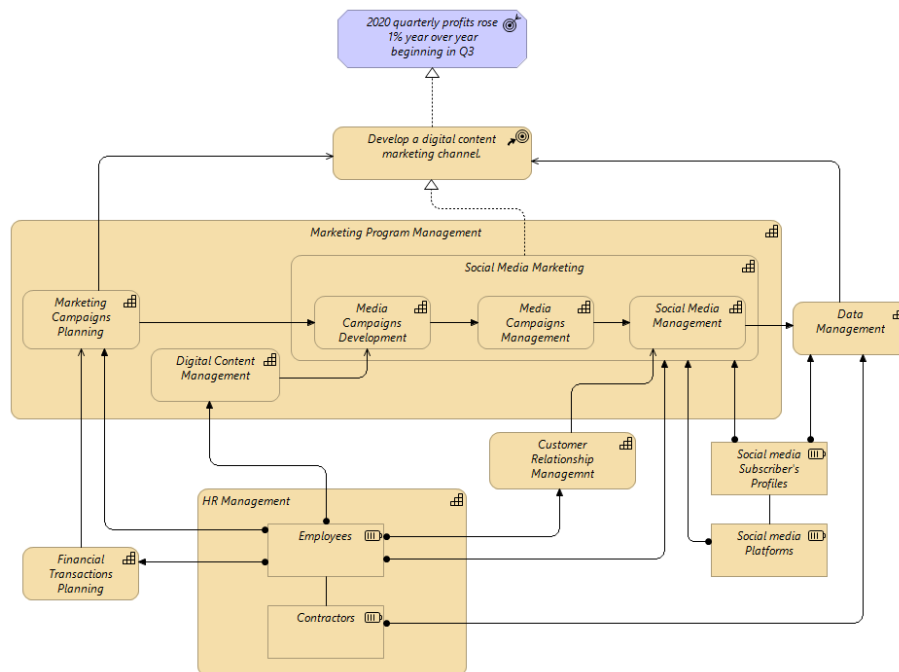 2020 quarterly profits rose
1% year over year
beginning in Q3
Develop a digital content
marketing channel.
Marketing Program Management
Social Media Marketing
Marketing
Campaigns
Planning
Media
Campaigns
Development
Media
Campaigns
Management
Social Media
Management
Data
Management
Digital Content
Management
Customer
Relationship
Managemnt
Social media
Subscriber's
Profiles
HR Management
Employees
Social media
Platforms
Financial
Transactions
Planning
Contractors